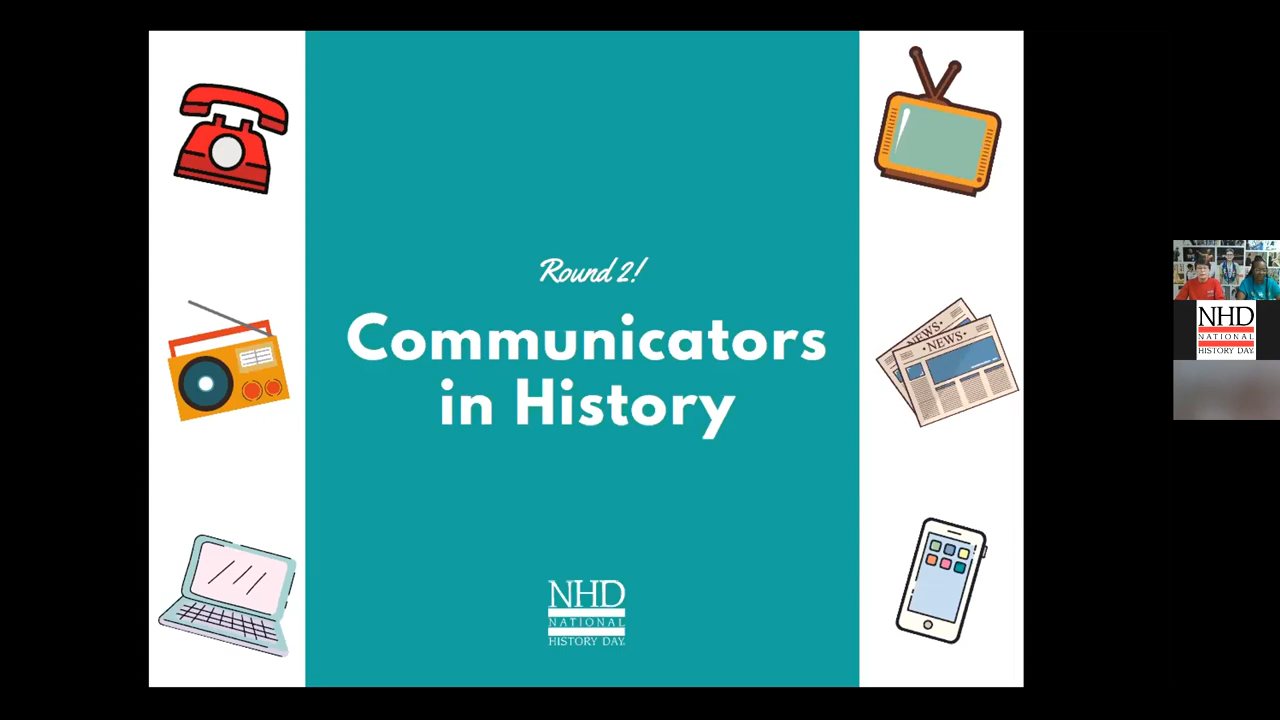 Round 2!
Communicators
in History
NEWS
NEWS
NHD
NATIONAL
HISTORY DAY
NHD
NATIONAL
HISTORY DAY